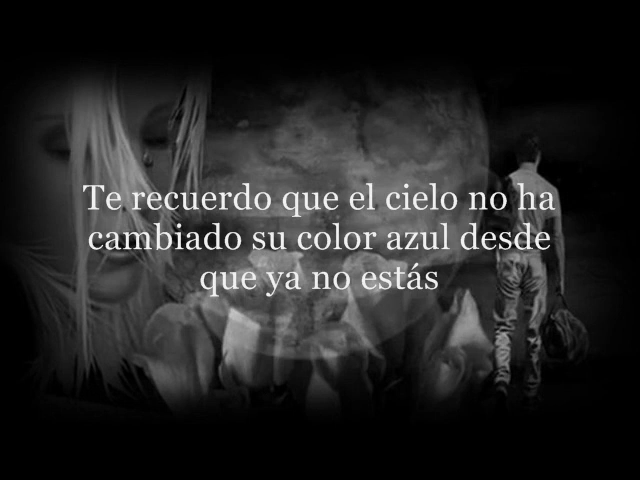 Te recuerdo que el cielo no ha
cambiado su color azul desde
que ya no estás